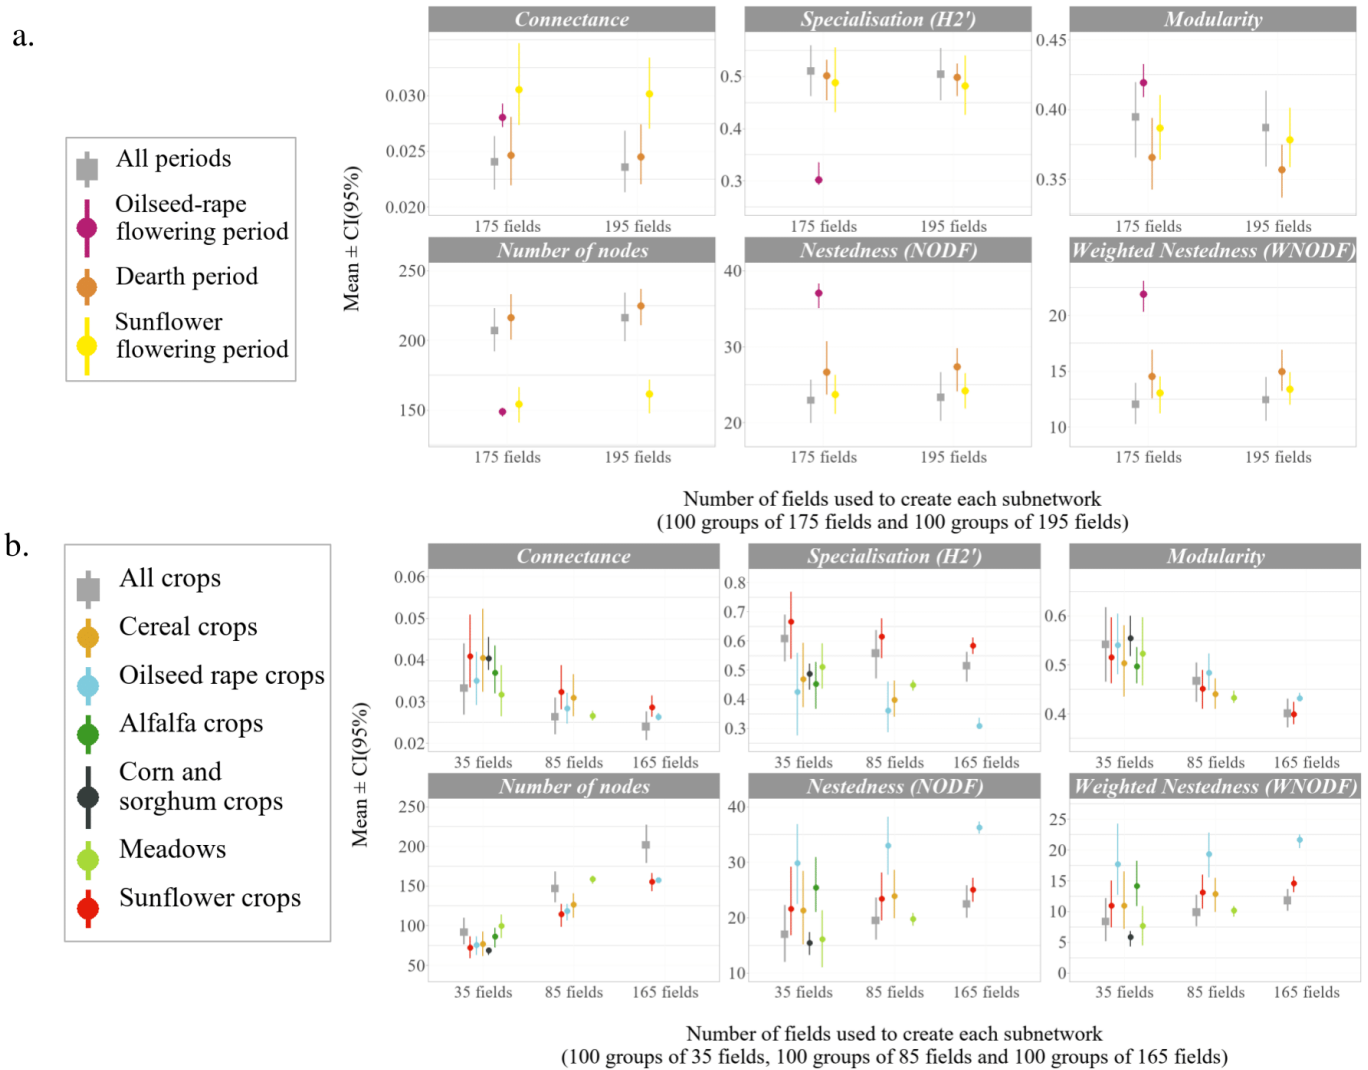 a.
All periods
Oilseed-rape
flowering period
Dearth period
Sunflower
flowering period
Mean ± CI(95%)
Connectance
0.030
0.025
0.020
175 fields
195 fields
Specialisation (H2')
0.5
0.4
0.3
175 fields
195 fields
Modularity
0.45
0.40
0.35
175 fields
195 fields
Number of nodes
250
200
150
175 fields
195 fields
Nestedness (NODF)
40
30
20
175 fields
195 fields
Weighted Nestedness (WNODF)
20
15
10
175 fields
195 fields
Number of fields used to create each subnetwork
(100 groups of 175 fields and 100 groups of 195 fields)
b.
All crops
Cereal crops
Oilseed rape crops
Alfalfa crops
Corn and
sorghum crops
Meadows
Sunflower crops
Mean ± CI(95%)
Connectance
0.06
0.05
0.04
0.03
0.02
35 fields
85 fields
165 fields
Specialisation (H2')
0.8
0.7
0.6
0.5
0.4
0.3
35 fields
85 fields
165 fields
Modularity
0.6
0.5
0.4
35 fields
85 fields
165 fields
Number of nodes
250
200
150
100
50
35 fields
85 fields
165 fields
Nestedness (NODF)
40
30
20
10
35 fields
85 fields
165 fields
Weighted Nestedness (WNODF)
25
20
15
10
5
0
35 fields
85 fields
165 fields
Number of fields used to create each subnetwork
(100 groups of 35 fields, 100 groups of 85 fields and 100 groups of 165 fields)